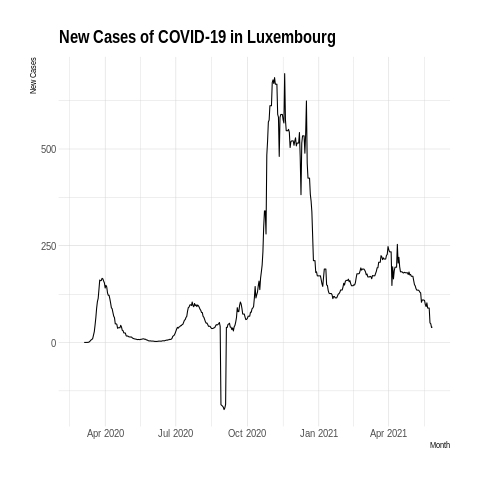 New Cases of COVID-19 in Luxembourg
New Cases
500
250
0
Apr 2020 Jul 2020 Oct 2020 Jan 2021 Apr 2021
Month